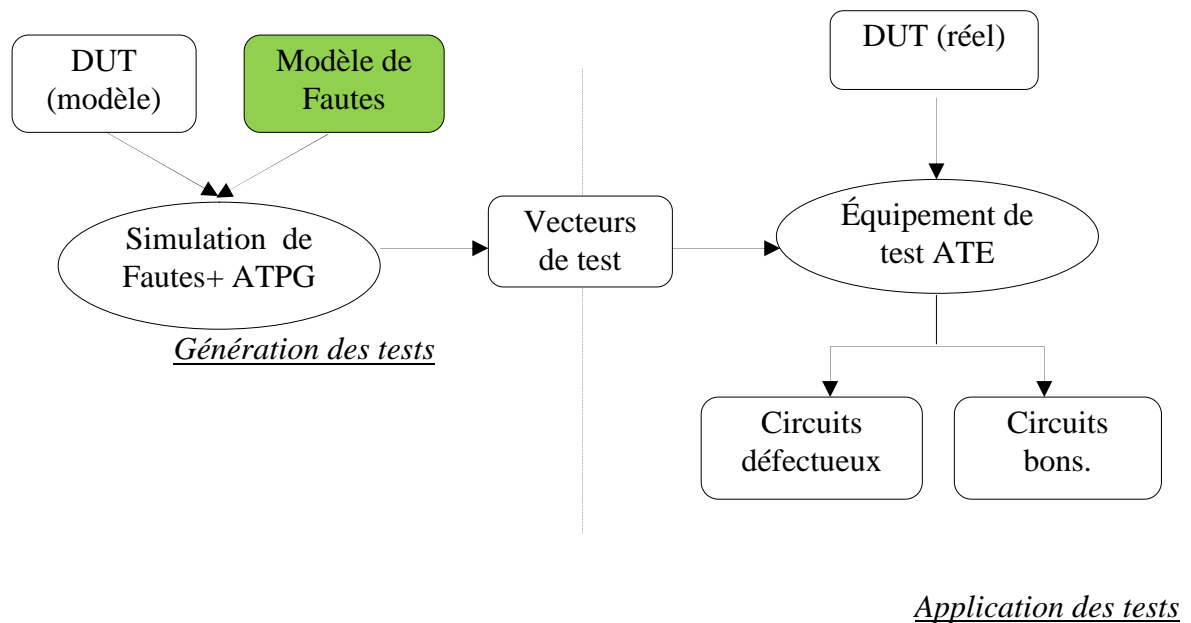 DUT
(modèle)
Modèle de
Fautes
DUT (réel)
Simulation de
Fautes+ ATPG
Vecteurs
de test
Équipement de
test ATE
Génération des tests
Circuits
défectueux
Circuits
bons.
Application des tests